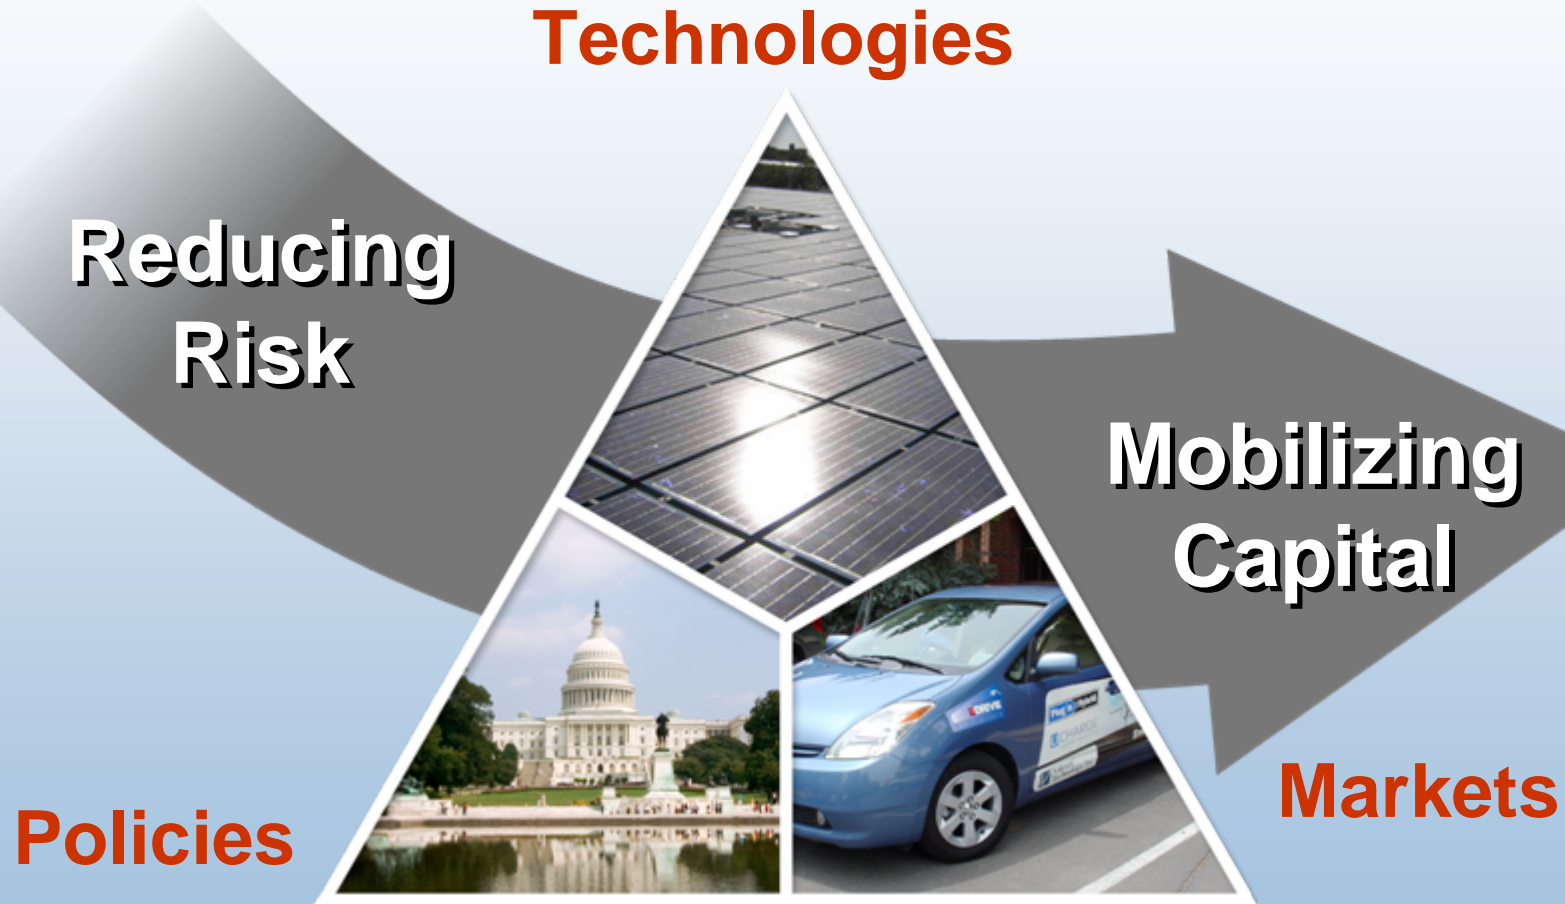 Technologies
Reducing
Risk
Mobilizing
Capital
Policies
Markets